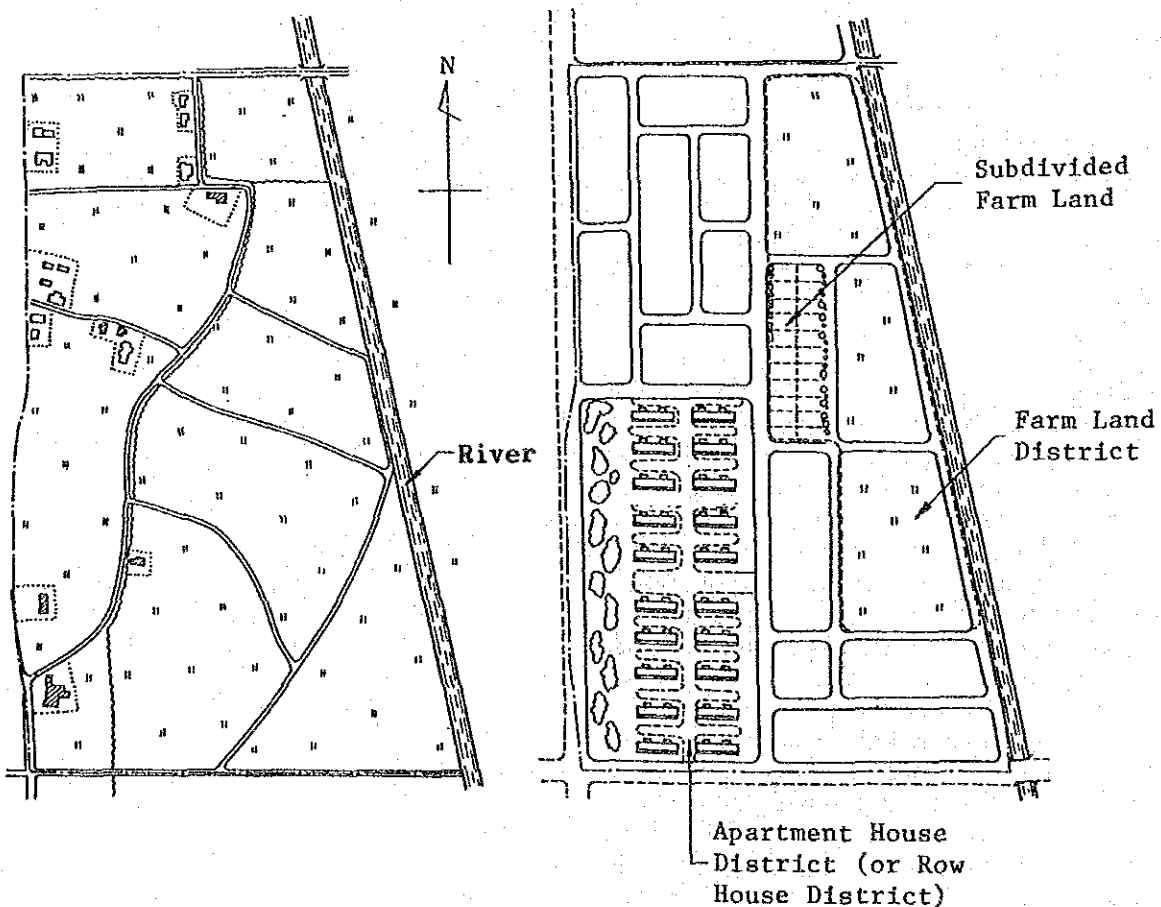 N
River
Subdivided
Farm Land
Farm Land
District
Apartment House
District (or Row
House District)